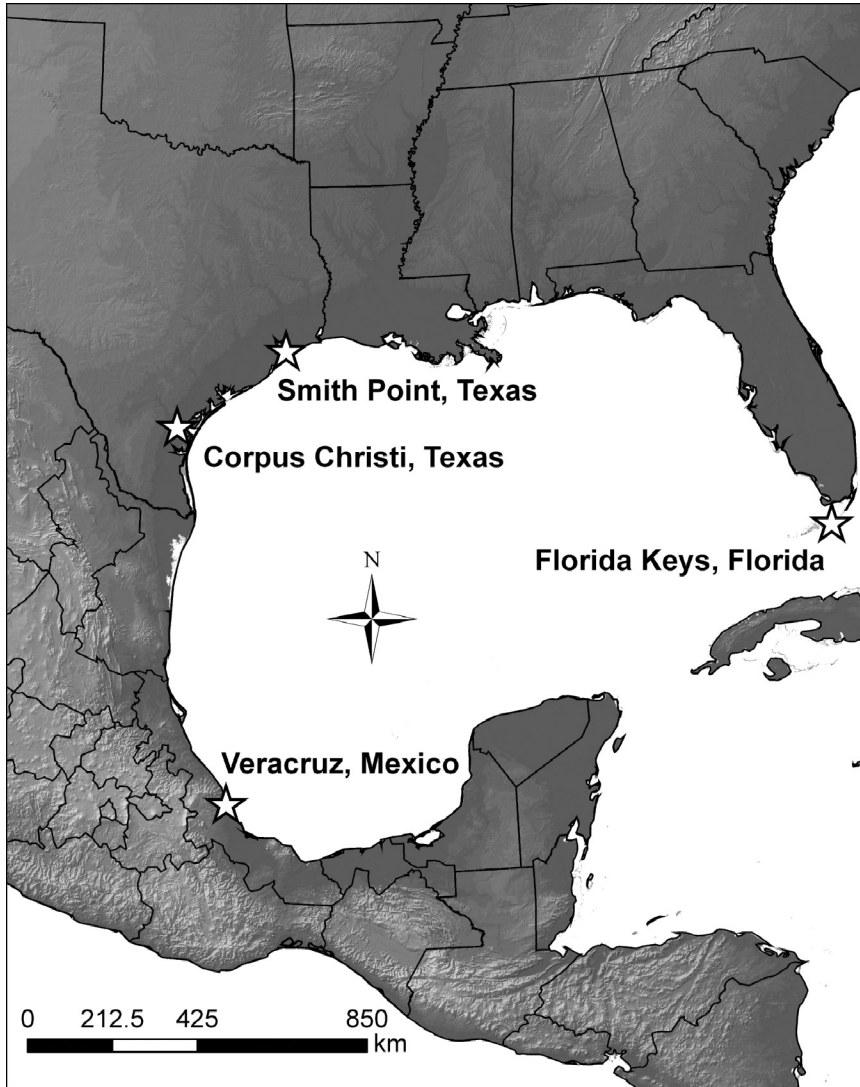 Smith Point, Texas
Corpus Christi, Texas
Florida Keys, Florida
N
Veracruz, Mexico
0 212.5 425 850
km